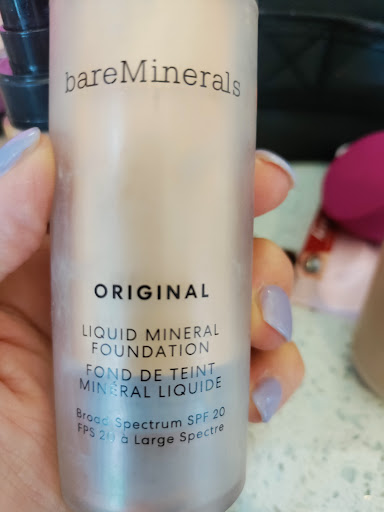 bareMinerals
ORIGINAL
LIQUID MINERAL
FOUNDATION
FOND DE TEINT
MINÉRAL LIQUIDE
Broad Spectrum SPF 20
FPS 20 à Large Spectre